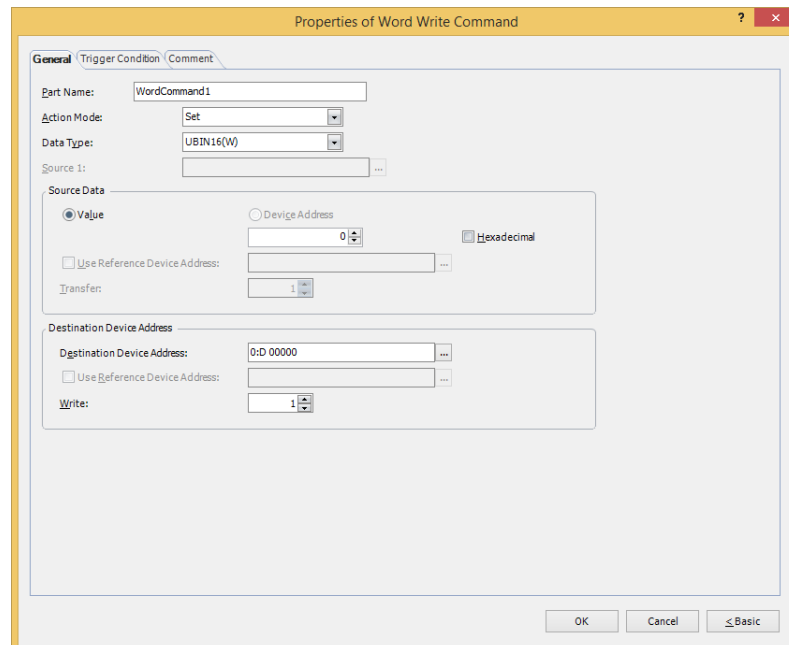 Properties of Word Write Command ? ×
General Trigger Condition Comment
Part Name: WordCommand1
Action Mode: Set
Data Type: UBIN16(W)
Source 1: ...
Source Data
Value Device Address
0 Hexadecimal
Use Reference Device Address: ...
Transfer: 1
Destination Device Address
Destination Device Address: 0:D 00000 ...
Use Reference Device Address: ...
Write: 1
OK Cancel < Basic